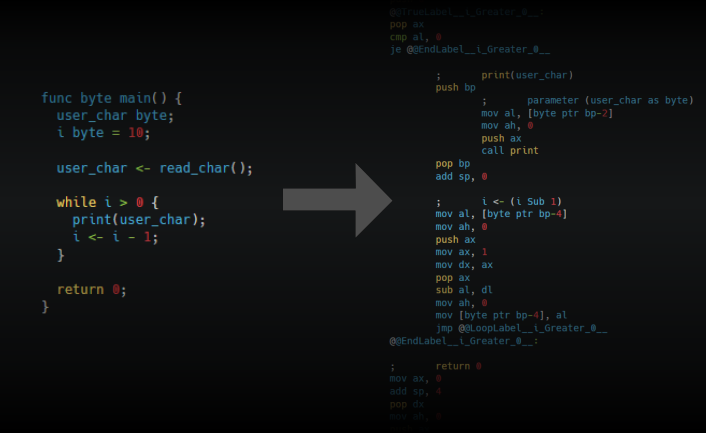 func byte main() {
user_char byte;
i byte = 10;
user_char <- read_char();
while i > 0 {
print(user_char);
i <- i - 1;
}
return 0;
}
@@TrueLabel__i_Greater_0__:
pop ax
cmp al, 0
je @@EndLabel__i_Greater_0__
; print(user_char)
push bp
; parameter (user_char as byte)
mov al, [byte ptr bp-2]
mov ah, 0
push ax
call print
pop bp
add sp, 0
; i <- (i Sub 1)
mov al, [byte ptr bp-4]
mov ah, 0
push ax
mov ax, 1
mov dx, ax
pop ax
sub al, dl
mov ah, 0
mov [byte ptr bp-4], al
jmp @@LoopLabel__i_Greater_0__
@@EndLabel__i_Greater_0__:
; return 0
mov ax, 0
add sp, 4
pop dx
mov ah, 0